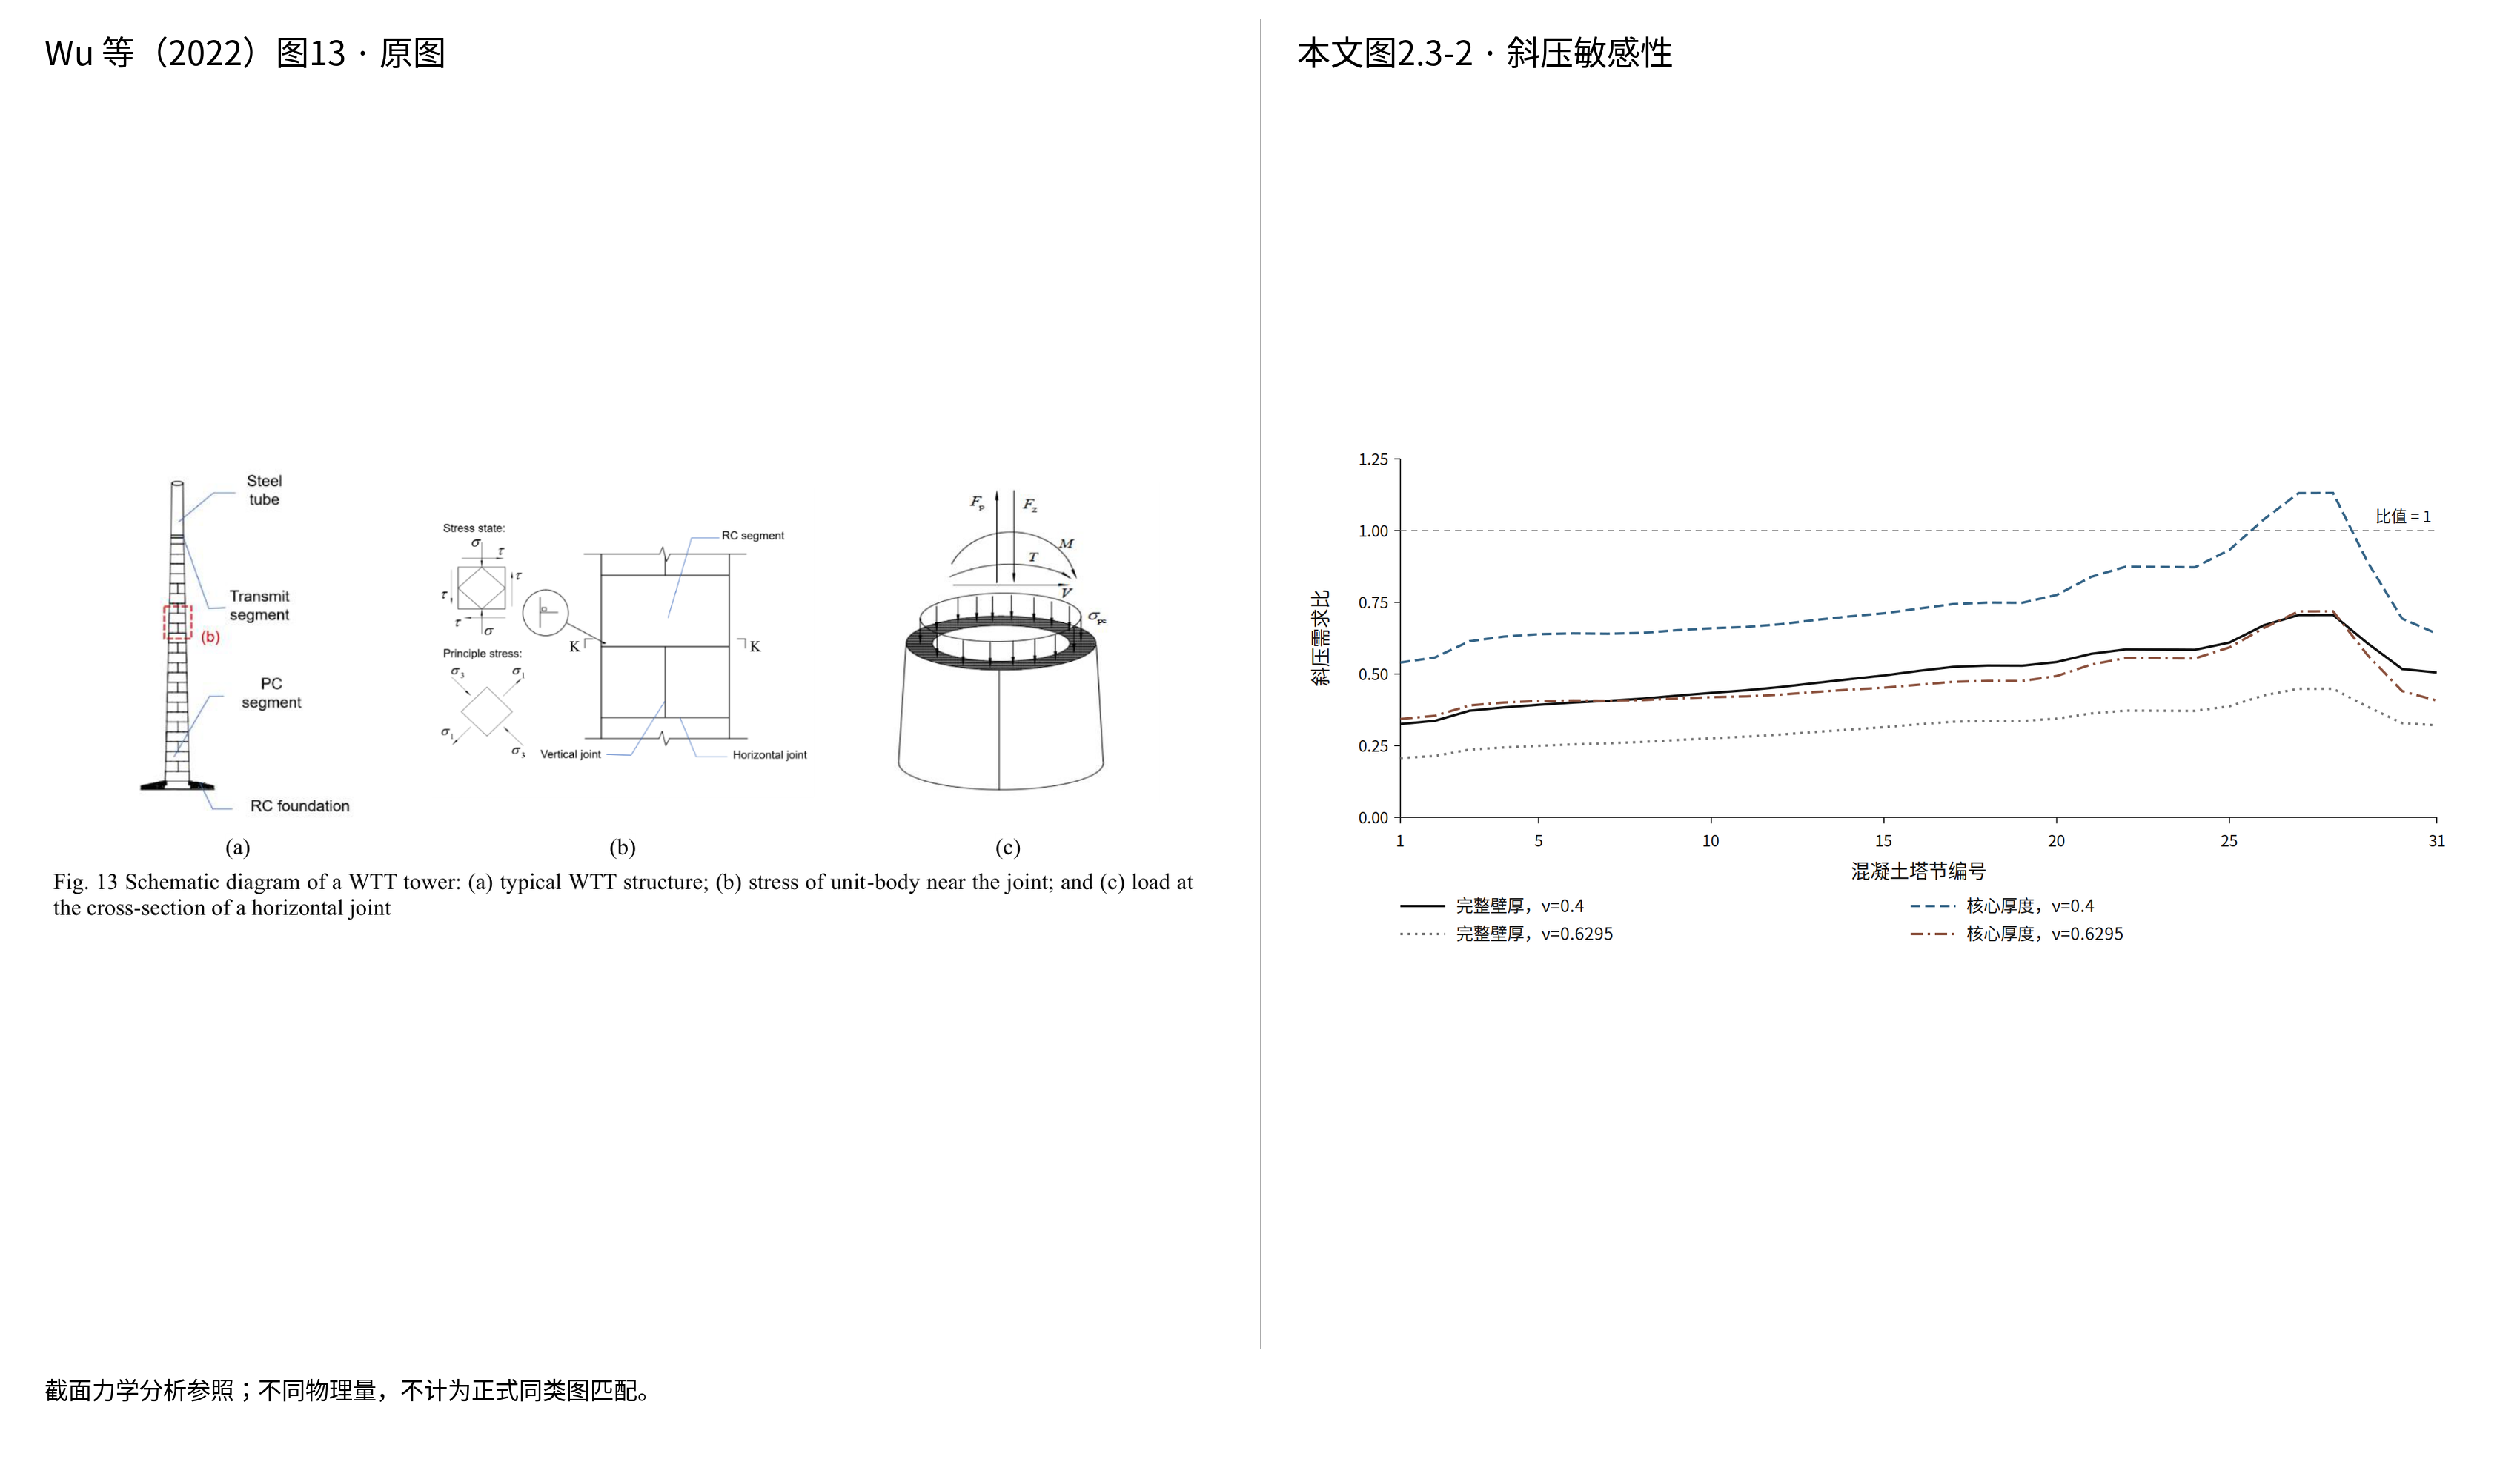 Wu 等（2022）图13 · 原图
Steel
tube
Transmit
segment
(b)
PC
segment
RC foundation
(a)
Stress state:
σ
τ
τ
τ
τ
σ
Principle stress:
σ3
σ1
σ1
σ3
RC segment
K
K
Vertical joint
Horizontal joint
(b)
Fp
Fz
M
T
V
σpc
(c)
Fig. 13 Schematic diagram of a WTT tower: (a) typical WTT structure; (b) stress of unit-body near the joint; and (c) load at
the cross-section of a horizontal joint
本文图2.3-2 · 斜压敏感性
1.25
1.00
0.75
0.50
0.25
0.00
斜压需求比
比值 = 1
1
5
10
15
20
25
31
混凝土塔节编号
完整壁厚，ν=0.4
核心厚度，ν=0.4
完整壁厚，ν=0.6295
核心厚度，ν=0.6295
截面力学分析参照；不同物理量，不计为正式同类图匹配。